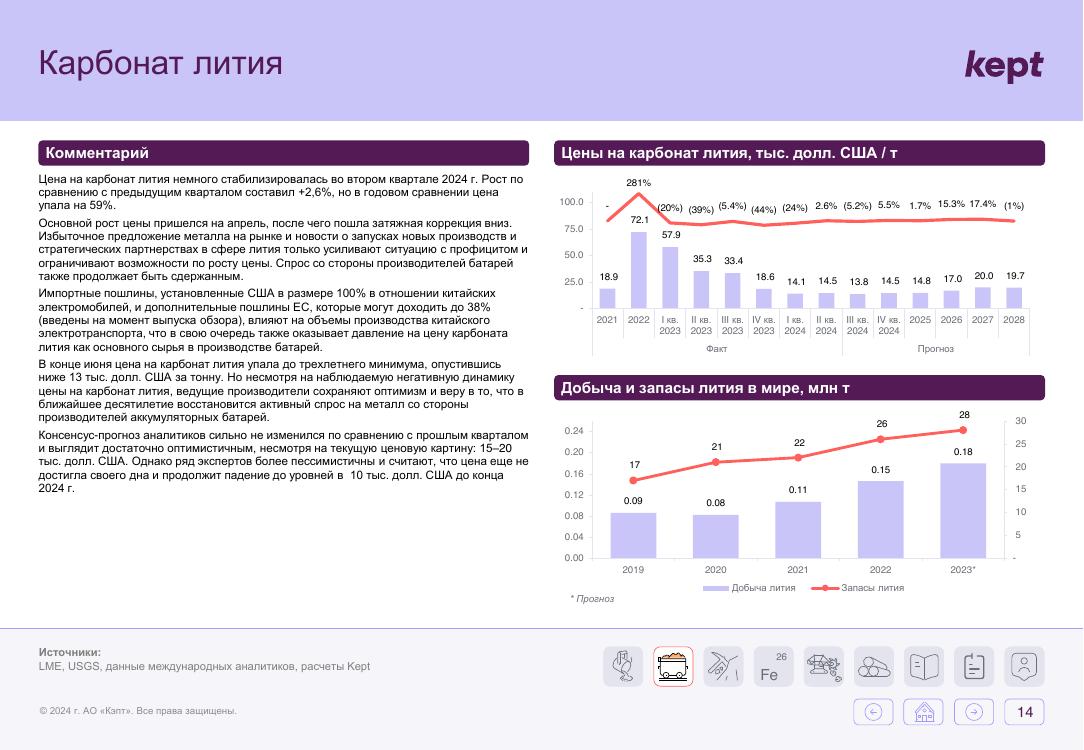 Карбонат лития
kept
Комментарий
Цена на карбонат лития немного стабилизировалась во втором квартале 2024 г. Рост по
сравнению с предыдущим кварталом составил +2,6%, но в годовом сравнении цена
упала на 59%.
Основной рост цены пришелся на апрель, после чего пошла затяжная коррекция вниз.
Избыточное предложение металла на рынке и новости о запусках новых производств и
стратегических партнерствах в сфере лития только усиливают ситуацию с профицитом и
ограничивают возможности по росту цены. Спрос со стороны производителей батарей
также продолжает быть сдержанным.
Импортные пошлины, установленные США в размере 100% в отношении китайских
электромобилей, и дополнительные пошлины ЕС, которые могут доходить до 38%
(введены на момент выпуска обзора), влияют на объемы производства китайского
электротранспорта, что в свою очередь также оказывает давление на цену карбоната
лития как основного сырья в производстве батарей.
В конце июня цена на карбонат лития упала до трехлетнего минимума, опустившись
ниже 13 тыс. долл. США за тонну. Но несмотря на наблюдаемую негативную динамику
цены на карбонат лития, ведущие производители сохраняют оптимизм и веру в то, что в
ближайшее десятилетие восстановится активный спрос на металл со стороны
производителей аккумуляторных батарей.
Консенсус-прогноз аналитиков сильно не изменился по сравнению с прошлым кварталом
и выглядит достаточно оптимистичным, несмотря на текущую ценовую картину: 15–20
тыс. долл. США. Однако ряд экспертов более пессимистичны и считают, что цена еще не
достигла своего дна и продолжит падение до уровней в 10 тыс. долл. США до конца
2024 г.
Цены на карбонат лития, тыс. долл. США / т
281%
- (20%) (39%) (5.4%) (44%) (24%) 2.6% (5.2%) 5.5% 1.7% 15.3% 17.4% (1%)
100.0
75.0
50.0
25.0
-
18.9 72.1 57.9 35.3 33.4 18.6 14.1 14.5 13.8 14.5 14.8 17.0 20.0 19.7
2021 2022 I кв. II кв. III кв. IV кв. I кв. II кв. III кв. IV кв. 2025 2026 2027 2028
2023 2023 2023 2023 2024 2024 2024 2024
Факт Прогноз
Добыча и запасы лития в мире, млн т
0.24
0.20
0.16
0.12
0.08
0.04
0.00
17 21 22 26 28
0.09 0.08 0.11 0.15 0.18
30
25
20
15
10
5
-
2019 2020 2021 2022 2023*
Добыча лития Запасы лития
* Прогноз
Источники:
LME, USGS, данные международных аналитиков, расчеты Kept
26
Fe
© 2024 г. АО «Кэпт». Все права защищены.
14